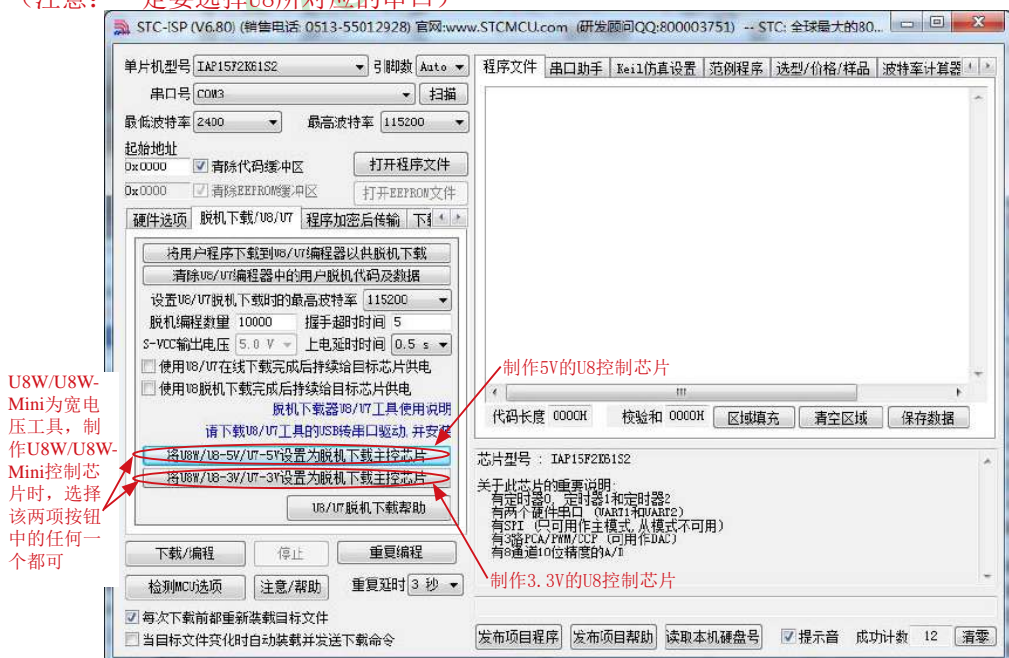 （注意：一定要选择U8所对应的串口）
STC-ISP (V6.80) (销售电话: 0513-55012928) 官网:www.STCMCU.com (研发顾问QQ:800003751) -- STC: 全球最大的80...
单片机型号 IAP15F2K61S2 引脚数 Auto
串口号 COM3 扫描
最低波特率 2400 最高波特率 115200
起始地址
0x0000 清除代码缓冲区 打开程序文件
0x0000 清除EEPROM缓冲区 打开EEPROM文件
硬件选项 脱机下载/U8/U7 程序加密后传输
将用户程序下载到U8/U7编程器以供脱机下载
清除U8/U7编程器中的用户脱机代码及数据
设置U8/U7脱机下载时的最高波特率 115200
脱机编程数量 10000 握手超时时间 5
S-VCC输出电压 5.0 V 上电延时时间 0.5 s
使用U8/U7在线下载完成后持续给目标芯片供电
使用U8脱机下载完成后持续给目标芯片供电
脱机下载器U8/U7工具使用说明
请下载U8/U7工具的USB转串口驱动,并安装
将U8W/U8-5V/U7-5V设置为脱机下载主控芯片
将U8W/U8-3V/U7-3V设置为脱机下载主控芯片
U8/U7脱机下载帮助
下载/编程 停止 重复编程
检测MCU选项 注意/帮助 重复延时 3 秒
每次下载前都重新装载目标文件
当目标文件变化时自动装载并发送下载命令
U8W/U8W-
Mini为宽电
压工具，制
作U8W/U8W-
Mini控制芯
片时，选择
该两项按钮
中的任何一
个都可
程序文件 串口助手 Keil仿真设置 范例程序 选型/价格/样品 波特率计算器
制作5V的U8控制芯片
代码长度 0000H 校验和 0000H 区域填充 清空区域 保存数据
芯片型号 : IAP15F2K61S2
关于此芯片的重要说明:
有定时器0, 定时器1和定时器2
有两个硬件串口 (UART1和UART2)
有SPI (只可用作主模式,从模式不可用)
有3路PCA/PWM/CCP (可用作DAC)
有8通道10位精度的A/D
制作3.3V的U8控制芯片
发布项目程序 发布项目帮助 读取本机硬盘号 提示音 成功计数 12 清零